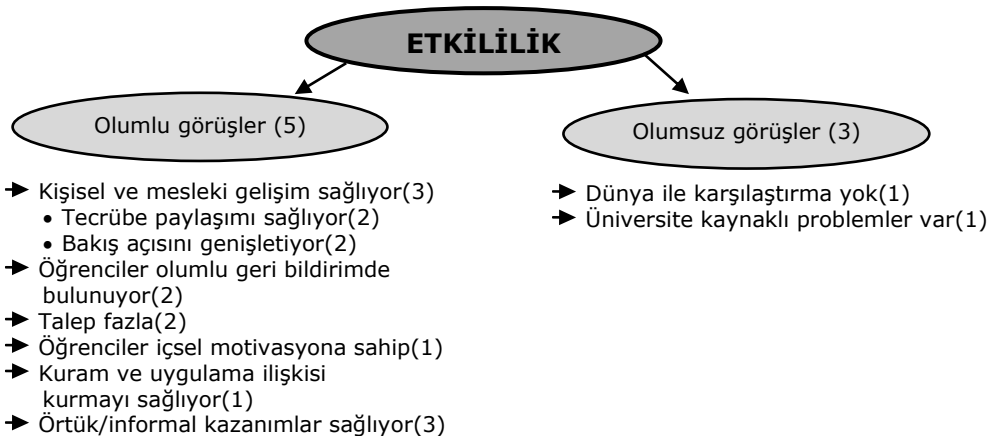 ETKİLİLİK
Olumlu görüşler (5)
Kişisel ve mesleki gelişim sağlıyor(3)
• Tecrübe paylaşımı sağlıyor(2)
• Bakış açısını genişletiyor(2)
Öğrenciler olumlu geri bildirimde
bulunuyor(2)
Talep fazla(2)
Öğrenciler içsel motivasyona sahip(1)
Kuram ve uygulama ilişkisi
kurmayı sağlıyor(1)
Örtük/informal kazanımlar sağlıyor(3)
Olumsuz görüşler (3)
Dünya ile karşılaştırma yok(1)
Üniversite kaynaklı problemler var(1)